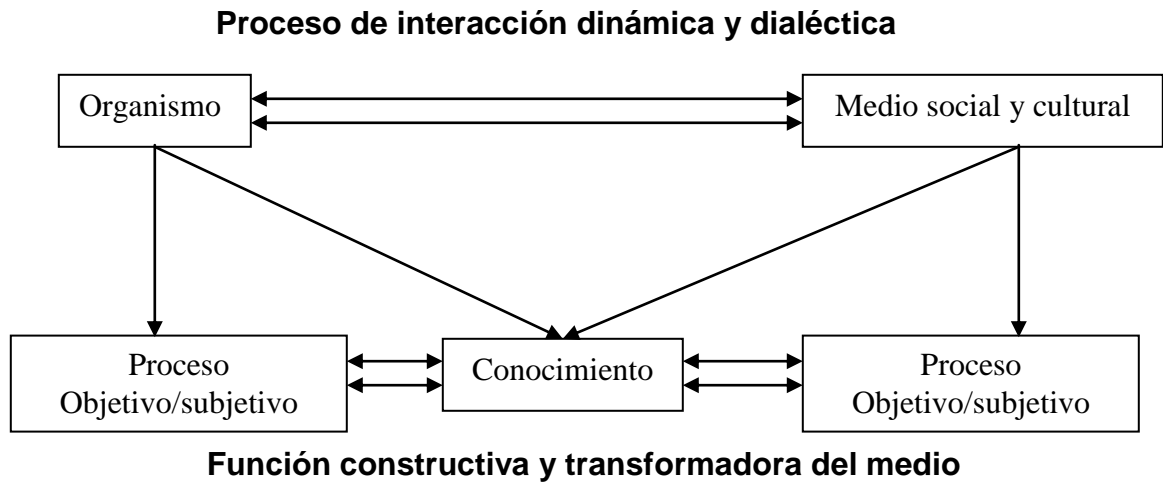 Proceso de interacción dinámica y dialéctica
Organismo
Medio social y cultural
Proceso
Objetivo/subjetivo
Conocimiento
Proceso
Objetivo/subjetivo
Función constructiva y transformadora del medio